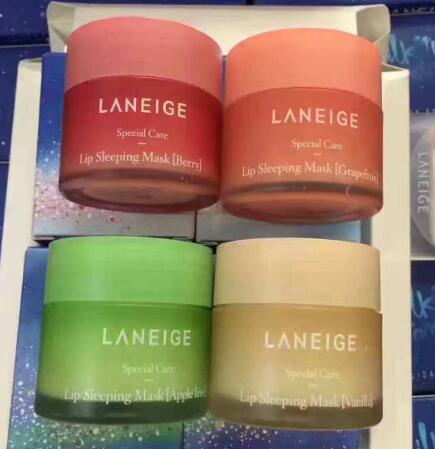 LANEIGE
Special Care
Lip Sleeping Mask [Berry]
LANEIGE
Special Care
Lip Sleeping Mask [Grapefruit]
LANEIGE
LANEIGE
Special Care
Lip Sleeping Mask [Apple lime]
LANEIGE
Special Care
Lip Sleeping Mask [Vanilla]